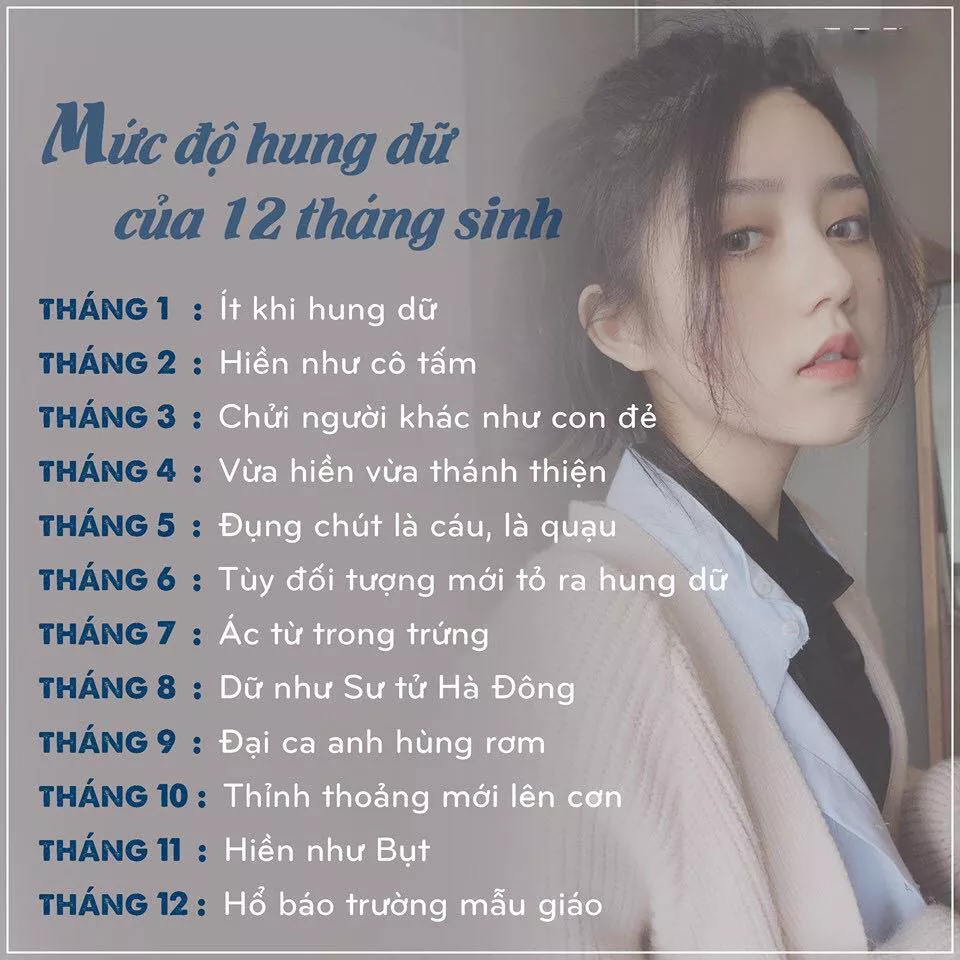 Mức độ hung dữ
của 12 tháng sinh
THÁNG 1 : Ít khi hung dữ
THÁNG 2 : Hiền như cô tấm
THÁNG 3 : Chửi người khác như con đẻ
THÁNG 4 : Vừa hiền vừa thánh thiện
THÁNG 5 : Đụng chút là cáu, là quạu
THÁNG 6 : Tùy đối tượng mới tỏ ra hung dữ
THÁNG 7 : Ác từ trong trứng
THÁNG 8 : Dữ như Sư tử Hà Đông
THÁNG 9 : Đại ca anh hùng rơm
THÁNG 10 : Thỉnh thoảng mới lên cơn
THÁNG 11 : Hiền như Bụt
THÁNG 12 : Hổ báo trường mẫu giáo